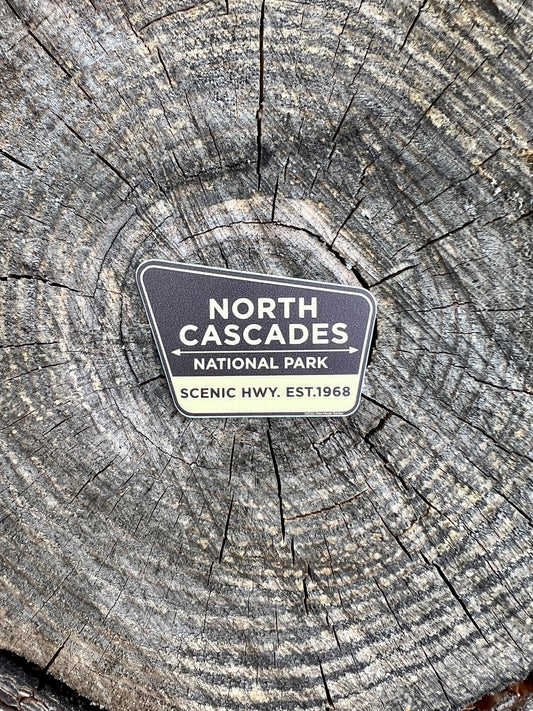 NORTH
CASCADES
NATIONAL PARK
SCENIC HWY. EST.1968